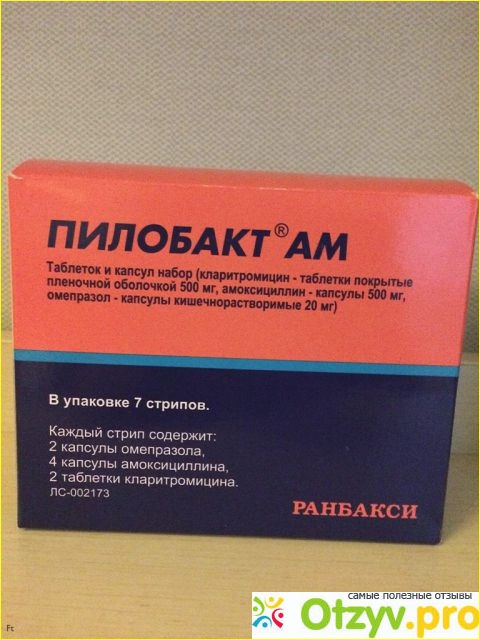 ПИЛОБАКТ® АМ
Таблеток и капсул набор (кларитромицин - таблетки покрытые
пленочной оболочкой 500 мг, амоксициллин - капсулы 500 мг,
омепразол - капсулы кишечнорастворимые 20 мг)
В упаковке 7 стрипов.
Каждый стрип содержит:
2 капсулы омепразола,
4 капсулы амоксициллина,
2 таблетки кларитромицина.
ЛС-002173
РАНБАКСИ
самые полезные отзывы
Otzyv.pro
Ft